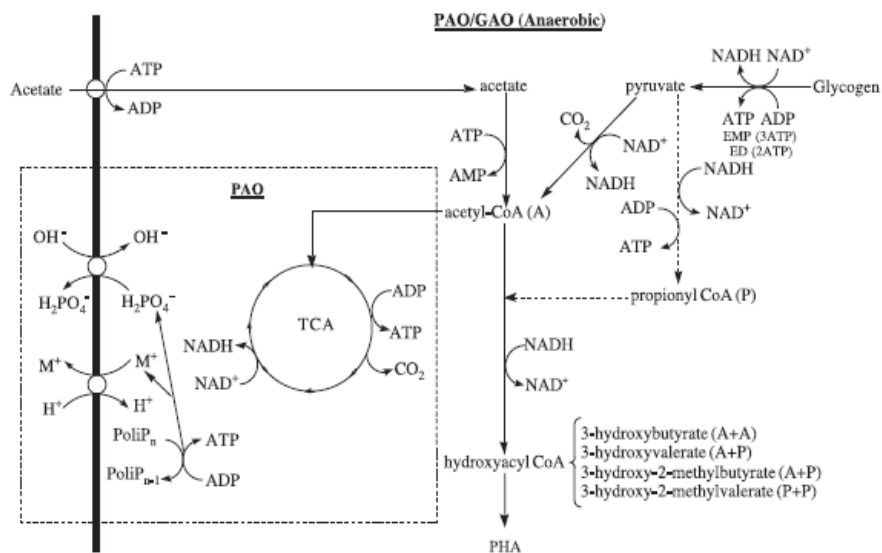 PAO/GAO (Anaerobic)
Acetate
ATP
ADP
acetate
pyruvate
NADH NAD⁺
Glycogen
ATP ADP
EMP (3ATP)
ED (2ATP)
CO₂
NAD⁺
NADH
ATP
AMP
NADH
NAD⁺
ADP
ATP
PAO
acetyl-CoA (A)
propionyl CoA (P)
OH⁻
OH⁻
H₂PO₄⁻
H₂PO₄⁻
TCA
ADP
ATP
NADH
NAD⁺
CO₂
M⁺
M⁺
H⁺
H⁺
PoliPₙ
ATP
PoliPₙ₋₁
ADP
NADH
NAD⁺
hydroxyacyl CoA
3-hydroxybutyrate (A+A)
3-hydroxyvalerate (A+P)
3-hydroxy-2-methylbutyrate (A+P)
3-hydroxy-2-methylvalerate (P+P)
PHA